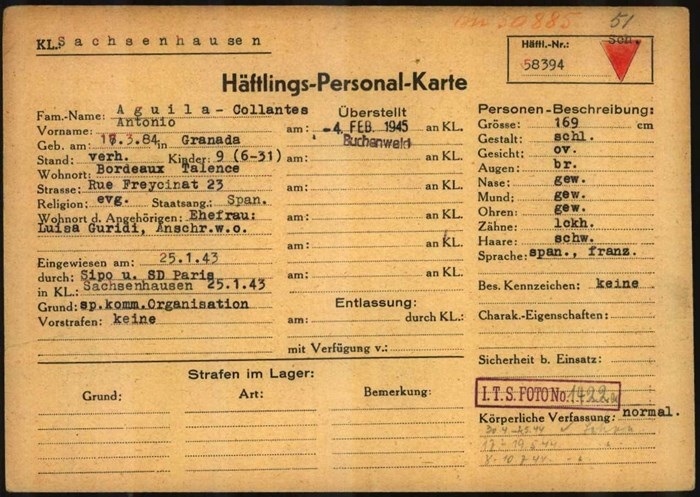 51
KL. Sachsenhausen
Häftl.-Nr.:
58394
Sch.
Häftlings-Personal-Karte
Fam.-Name: Aguila - Collantes
Vorname: Antonio
Geb. am: 17.3.84 in Granada
Stand: verh. Kinder: 9 (6-31)
Wohnort: Bordeaux Talence
Strasse: Rue Freycinat 23
Religion: evg. Staatsang.: Span.
Wohnort d. Angehörigen: Ehefrau:
Luisa Guridi, Anschr.w.o.
Eingewiesen am: 25.1.43
durch: Sipo u. SD Paris
in KL.: Sachsenhausen 25.1.43
Grund: sp.komm.Organisation
Vorstrafen: keine
Überstellt
am: -4. FEB. 1945 an KL.
Buchenwald
am: an KL.
am: an KL.
am: an KL.
am: an KL.
am: an KL.
Entlassung:
am: durch KL.:
mit Verfügung v.:
Personen-Beschreibung:
Grösse: 169 cm
Gestalt: schl.
Gesicht: ov.
Augen: br.
Nase: gew.
Mund: gew.
Ohren: gew.
Zähne: lckh.
Haare: schw.
Sprache: span., franz.
Bes. Kennzeichen: keine
Charak.-Eigenschaften:
Sicherheit b. Einsatz:
I.T.S. FOTO No.
Körperliche Verfassung: normal.
Strafen im Lager:
Grund: Art: Bemerkung: